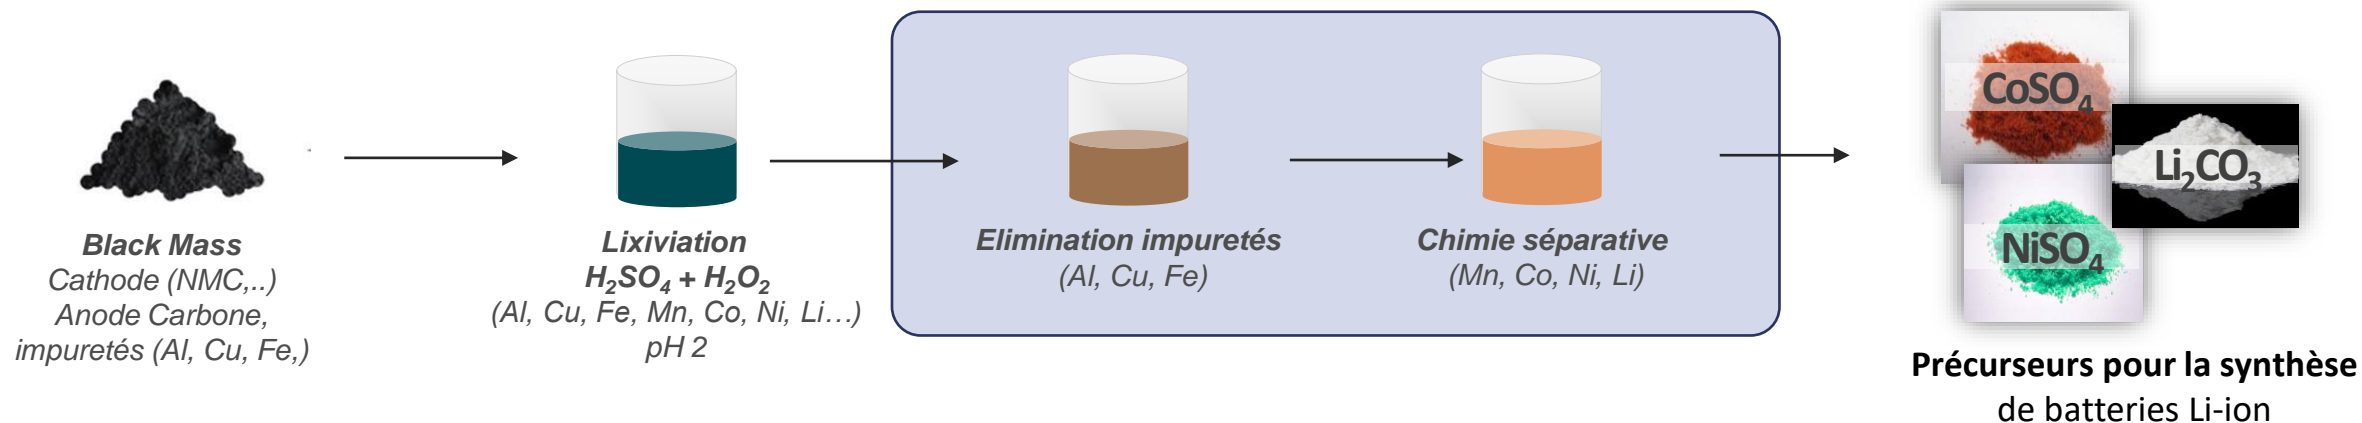 Black Mass
Cathode (NMC,..)
Anode Carbone,
impuretés (Al, Cu, Fe,)
Lixiviation
H₂SO₄ + H₂O₂
(Al, Cu, Fe, Mn, Co, Ni, Li…)
pH 2
Elimination impuretés
(Al, Cu, Fe)
Chimie séparative
(Mn, Co, Ni, Li)
CoSO₄
Li₂CO₃
NiSO₄
Précurseurs pour la synthèse
de batteries Li-ion